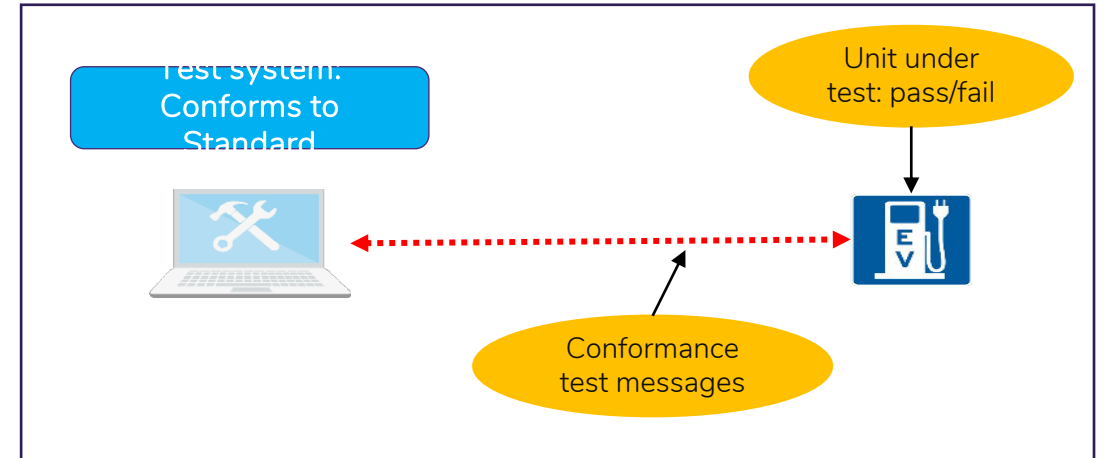 Test system:
Conforms to
Standard
Unit under
test: pass/fail
E
V
Conformance
test messages